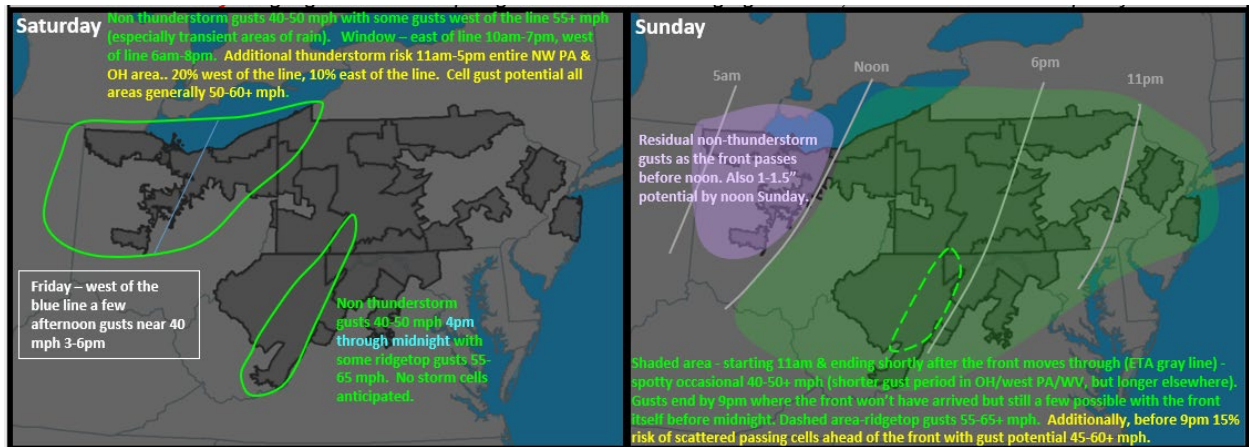 Saturday
Non thunderstorm gusts 40-50 mph with some gusts west of the line 55+ mph
(especially transient areas of rain).  Window – east of line 10am-7pm, west
of line 6am-8pm.  Additional thunderstorm risk 11am-5pm entire NW PA &
OH area.. 20% west of the line, 10% east of the line.  Cell gust potential all
areas generally 50-60+ mph.
Friday – west of the
blue line a few
afternoon gusts near 40
mph 3-6pm
Non thunderstorm
gusts 40-50 mph 4pm
through midnight with
some ridgetop gusts 55-
65 mph.  No storm cells
anticipated.
Sunday
5am
Noon
6pm
11pm
Residual non-thunderstorm
gusts as the front passes
before noon. Also 1-1.5”
potential by noon Sunday.
Shaded area - starting 11am & ending shortly after the front moves through (ETA gray line) -
spotty occasional 40-50+ mph (shorter gust period in OH/west PA/WV, but longer elsewhere).
Gusts end by 9pm where the front won’t have arrived but still a few possible with the front
itself before midnight. Dashed area-ridgetop gusts 55-65+ mph.  Additionally, before 9pm 15%
risk of scattered passing cells ahead of the front with gust potential 45-60+ mph.